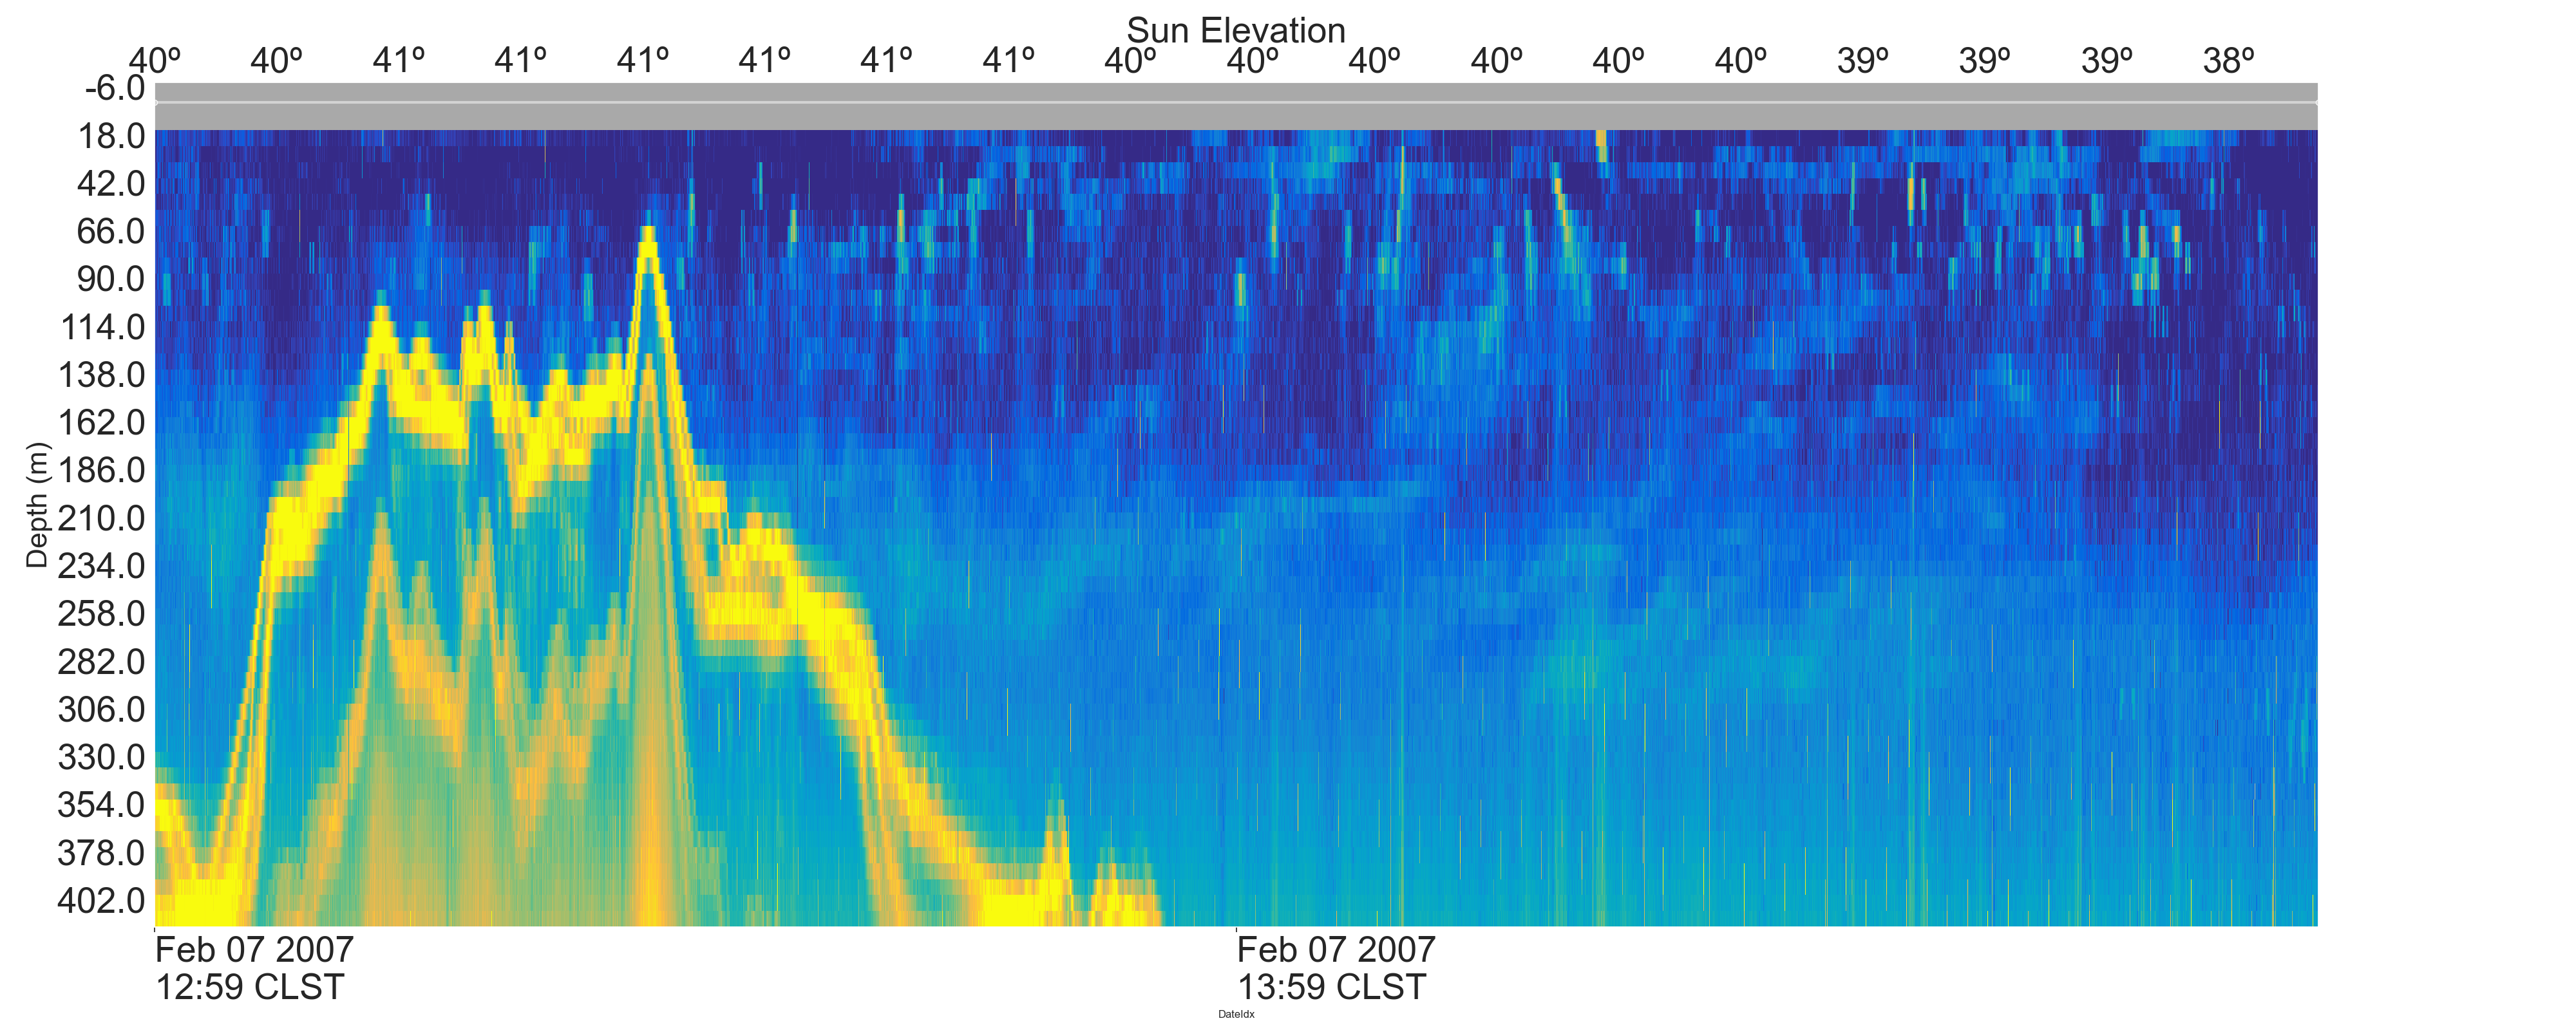 Sun Elevation
40º 40º 41º 41º 41º 41º 41º 41º 40º 40º 40º 40º 40º 40º 39º 39º 39º 38º
-6.0
18.0
42.0
66.0
90.0
114.0
138.0
162.0
186.0
210.0
234.0
258.0
282.0
306.0
330.0
354.0
378.0
402.0
Depth (m)
Feb 07 2007
12:59 CLST
Feb 07 2007
13:59 CLST
DateIdx